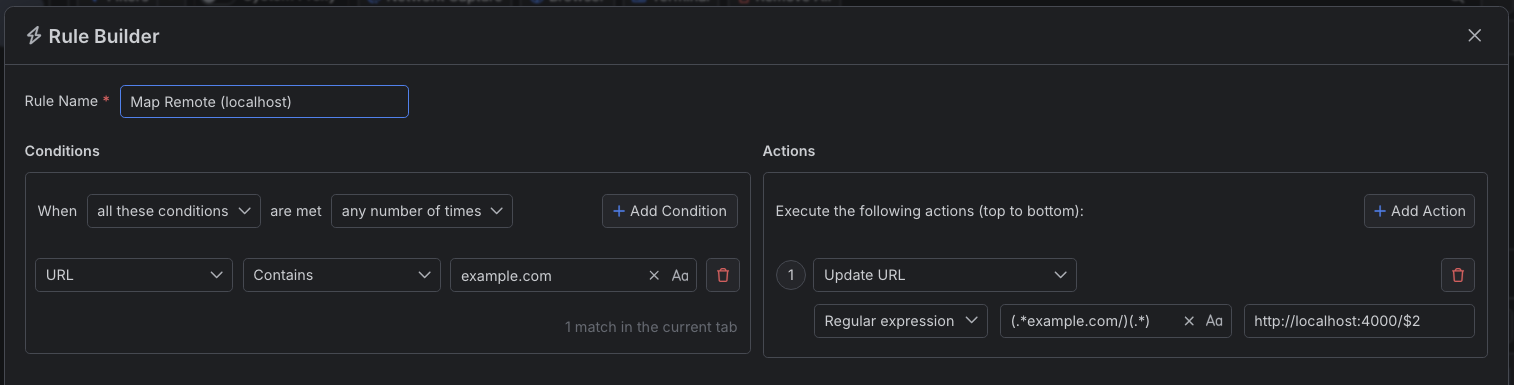 Rule Builder
Rule Name *
Map Remote (localhost)
Conditions
When all these conditions are met any number of times + Add Condition
URL Contains example.com Aa
1 match in the current tab
Actions
Execute the following actions (top to bottom): + Add Action
1 Update URL
Regular expression (.*example.com/)(.*) Aa http://localhost:4000/$2